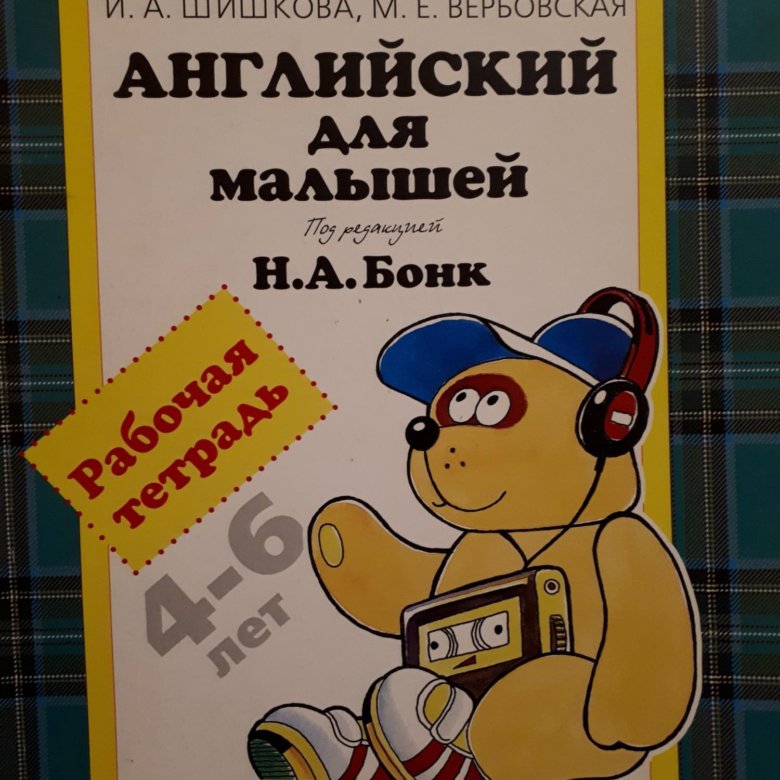 И. А. ШИШКОВА, М. Е. ВЕРБОВСКАЯ
АНГЛИЙСКИЙ
ДЛЯ
МАЛЫШЕЙ
Под редакцией
Н.А.Бонк
Рабочая
тетрадь
4-6
лет